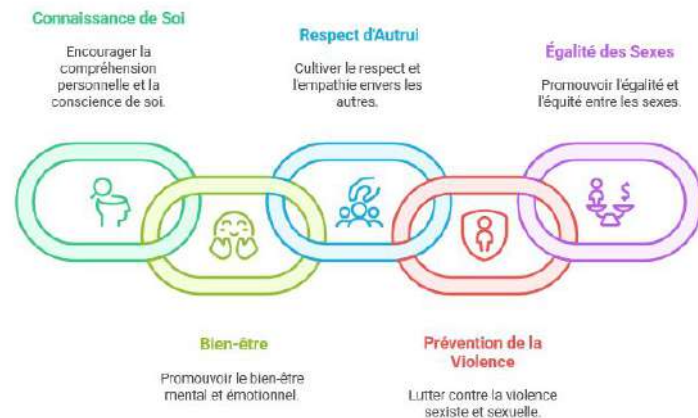 Connaissance de Soi
Encourager la
compréhension
personnelle et la
conscience de soi.
Respect d'Autrui
Cultiver le respect et
l'empathie envers les
autres.
Égalité des Sexes
Promouvoir l'égalité et
l'équité entre les sexes.
$
Bien-être
Promouvoir le bien-être
mental et émotionnel.
Prévention de la
Violence
Lutter contre la violence
sexiste et sexuelle.